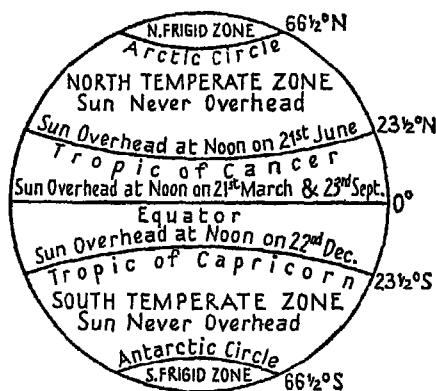 66½°N
N. FRIGID ZONE
Arctic Circle
NORTH TEMPERATE ZONE
Sun Never Overhead
Sun Overhead at Noon on 21st June
23½°N
Tropic of Cancer
Sun Overhead at Noon on 21st March & 23rd Sept.
0°
Equator
Sun Overhead at Noon on 22nd Dec.
Tropic of Capricorn
23½°S
SOUTH TEMPERATE ZONE
Sun Never Overhead
Antarctic Circle
S. FRIGID ZONE
66½°S